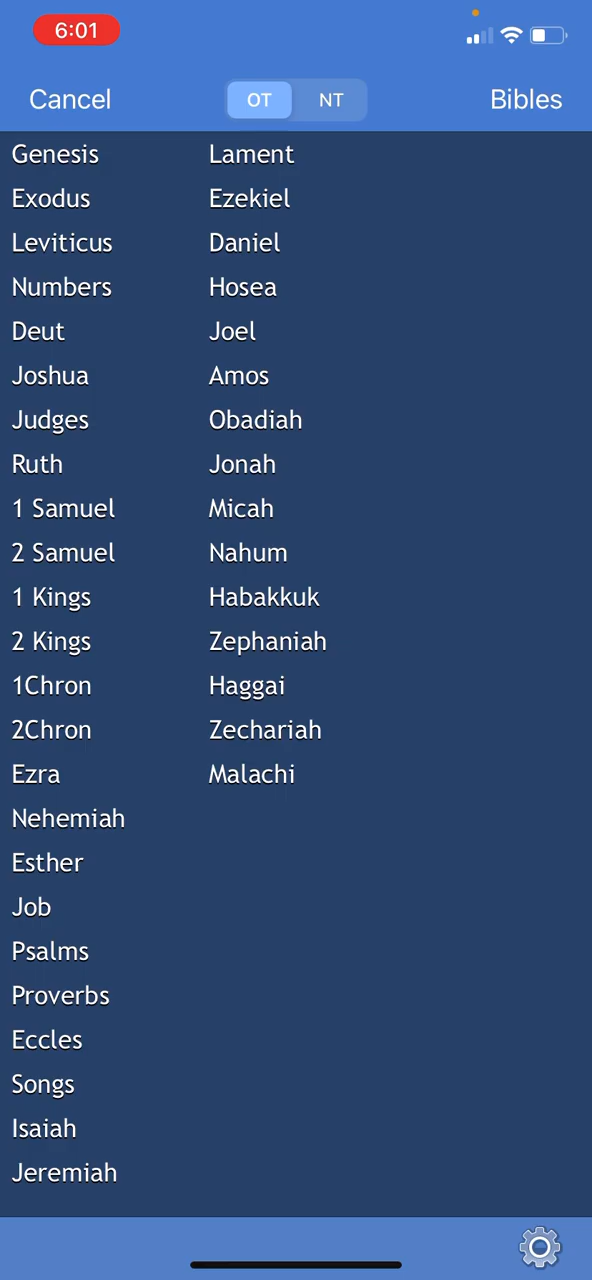 6:01
Cancel
OT
NT
Bibles
Genesis
Exodus
Leviticus
Numbers
Deut
Joshua
Judges
Ruth
1 Samuel
2 Samuel
1 Kings
2 Kings
1Chron
2Chron
Ezra
Nehemiah
Esther
Job
Psalms
Proverbs
Eccles
Songs
Isaiah
Jeremiah
Lament
Ezekiel
Daniel
Hosea
Joel
Amos
Obadiah
Jonah
Micah
Nahum
Habakkuk
Zephaniah
Haggai
Zechariah
Malachi